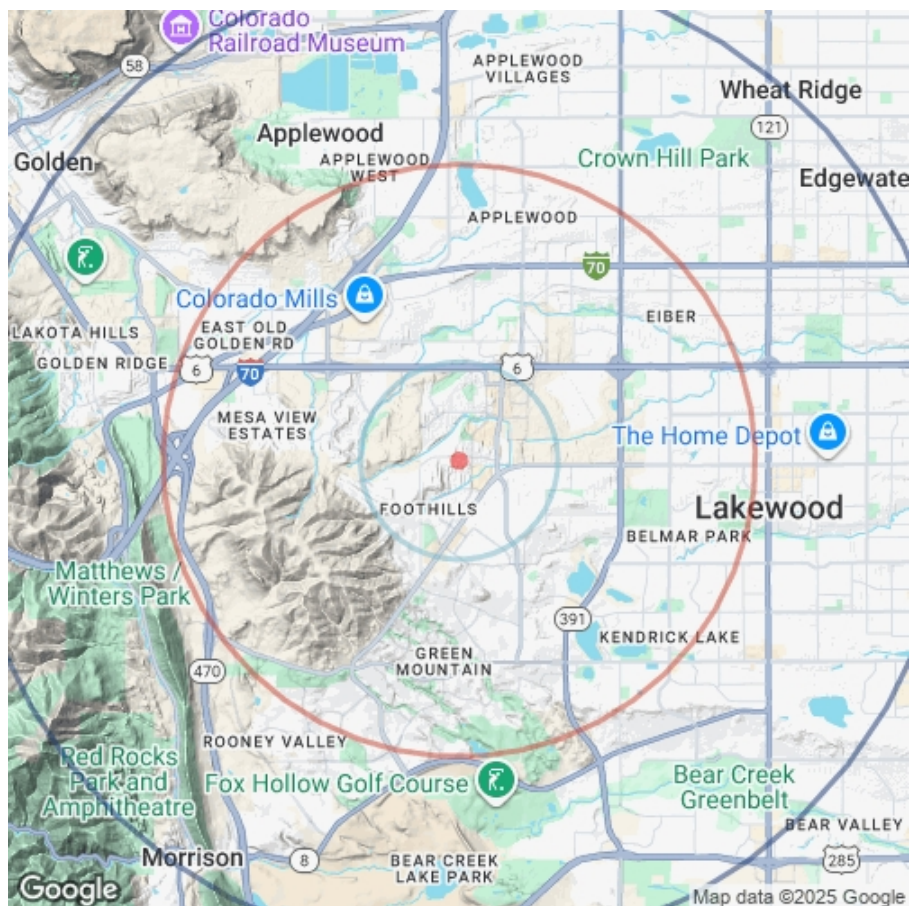 Colorado
Railroad Museum
58
APPLEWOOD
VILLAGES
Wheat Ridge
121
Applewood
Golden
APPLEWOOD
WEST
Crown Hill Park
Edgewate
APPLEWOOD
70
Colorado Mills
EIBER
LAKOTA HILLS
EAST OLD
GOLDEN RD
GOLDEN RIDGE
6
70
6
MESA VIEW
ESTATES
The Home Depot
FOOTHILLS
Lakewood
BELMAR PARK
Matthews /
Winters Park
391
KENDRICK LAKE
GREEN
MOUNTAIN
470
ROONEY VALLEY
Red Rocks
Park and
Amphitheatre
Fox Hollow Golf Course
Bear Creek
Greenbelt
BEAR VALLEY
Morrison
8
BEAR CREEK
LAKE PARK
285
Google
Map data ©2025 Google